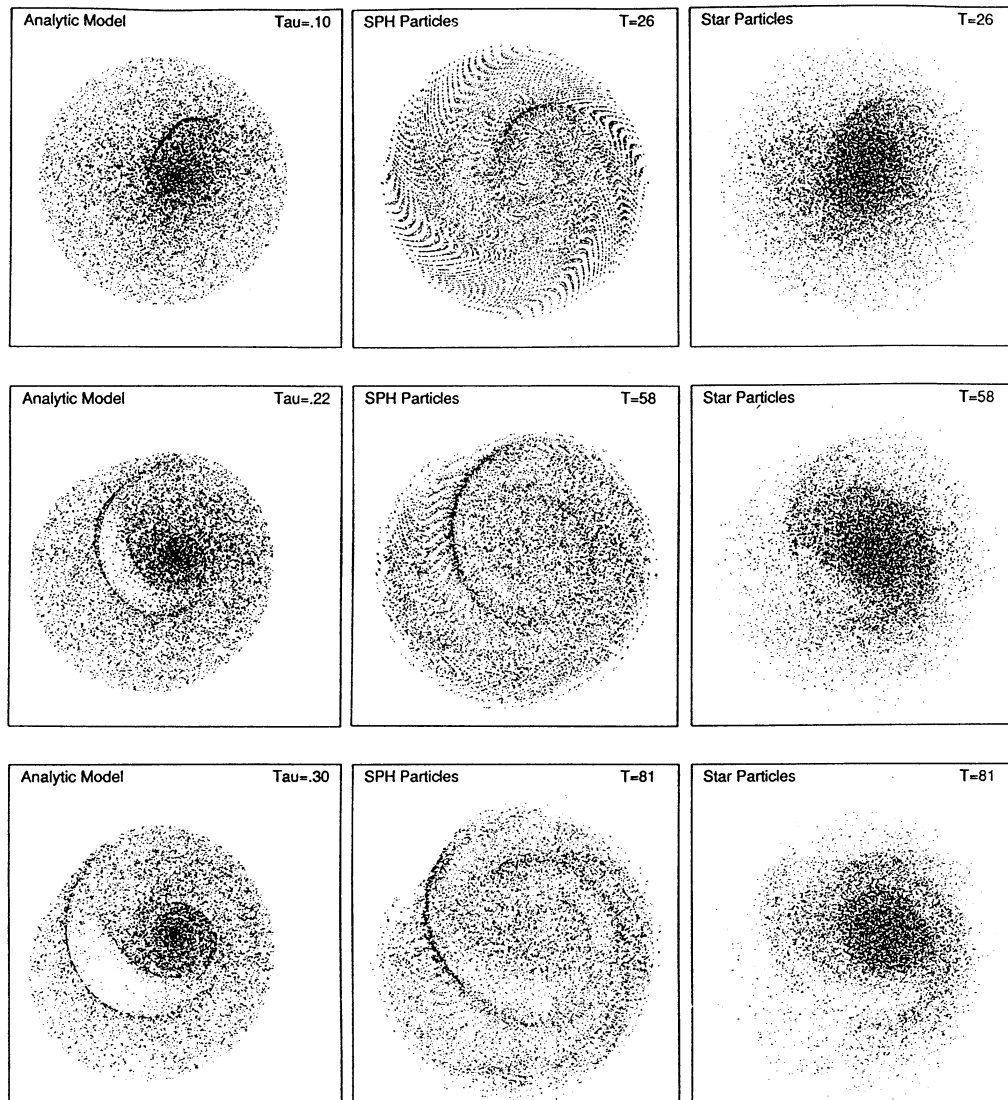 Analytic Model Tau=.10
SPH Particles T=26
Star Particles T=26
Analytic Model Tau=.22
SPH Particles T=58
Star Particles T=58
Analytic Model Tau=.30
SPH Particles T=81
Star Particles T=81